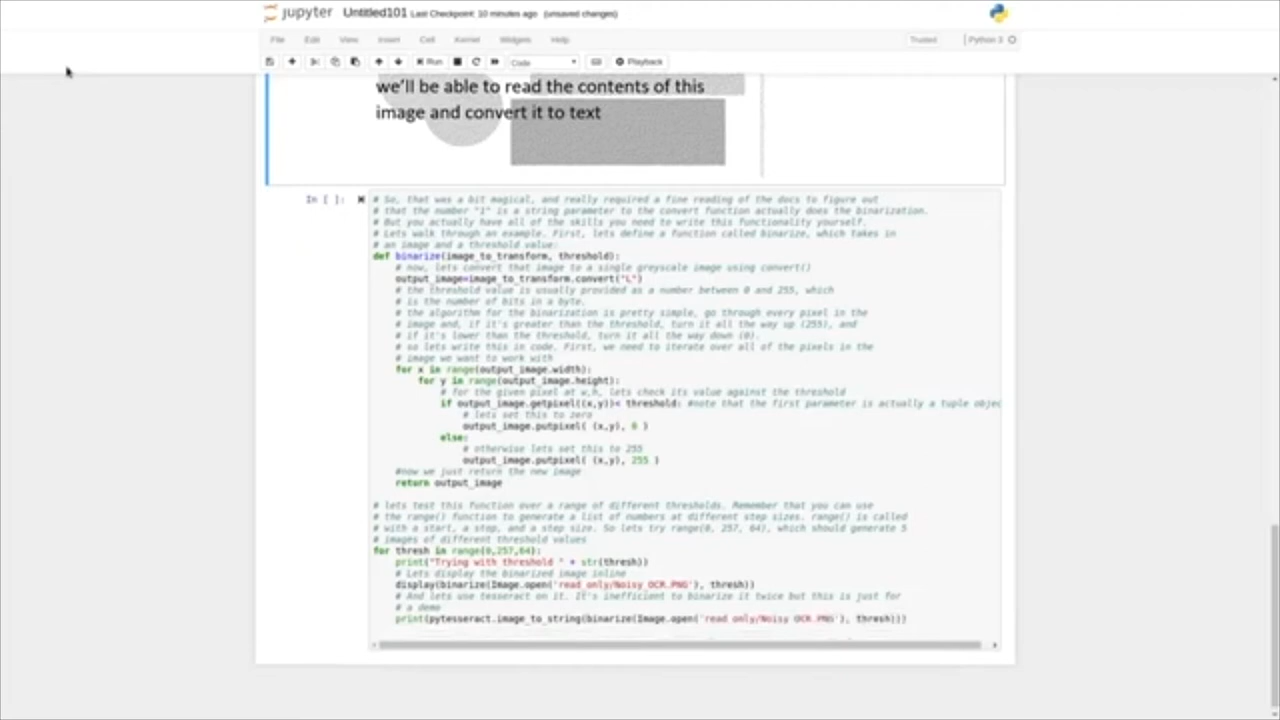 jupyter Untitled101 Last Checkpoint: 10 minutes ago (unsaved changes)
File Edit View Insert Cell Kernel Widgets Help Trusted Python 3
Run Code Playback
we'll be able to read the contents of this
image and convert it to text
In [ ]:
# So, that was a bit magical, and really required a fine reading of the docs to figure out
# that the number "1" is a string parameter to the convert function actually does the binarization.
# But you actually have all of the skills you need to write this functionality yourself.
# Lets walk through an example. First, lets define a function called binarize, which takes in
# an image and a threshold value:
def binarize(image_to_transform, threshold):
# now, lets convert that image to a single greyscale image using convert()
output_image=image_to_transform.convert("L")
# the threshold value is usually provided as a number between 0 and 255, which
# is the number of bits in a byte.
# the algorithm for the binarization is pretty simple, go through every pixel in the
# image and, if it's greater than the threshold, turn it all the way up (255), and
# if it's lower than the threshold, turn it all the way down (0).
# so lets write this in code. First, we need to iterate over all of the pixels in the
# image we want to work with
for x in range(output_image.width):
for y in range(output_image.height):
# for the given pixel at w,h, lets check its value against the threshold
if output_image.getpixel((x,y))< threshold: #note that the first parameter is actually a tuple objec
# lets set this to zero
output_image.putpixel( (x,y), 0 )
else:
# otherwise lets set this to 255
output_image.putpixel( (x,y), 255 )
#now we just return the new image
return output_image
# lets test this function over a range of different thresholds. Remember that you can use
# the range() function to generate a list of numbers at different step sizes. range() is called
# with a start, a stop, and a step size. So lets try range(0, 257, 64), which should generate 5
# images of different threshold values
for thresh in range(0,257,64):
print("Trying with threshold " + str(thresh))
# Lets display the binarized image inline
display(binarize(Image.open('read_only/Noisy_OCR.PNG'), thresh))
# And lets use tesseract on it. It's inefficient to binarize it twice but this is just for
# a demo
print(pytesseract.image_to_string(binarize(Image.open('read_only/Noisy_OCR.PNG'), thresh)))